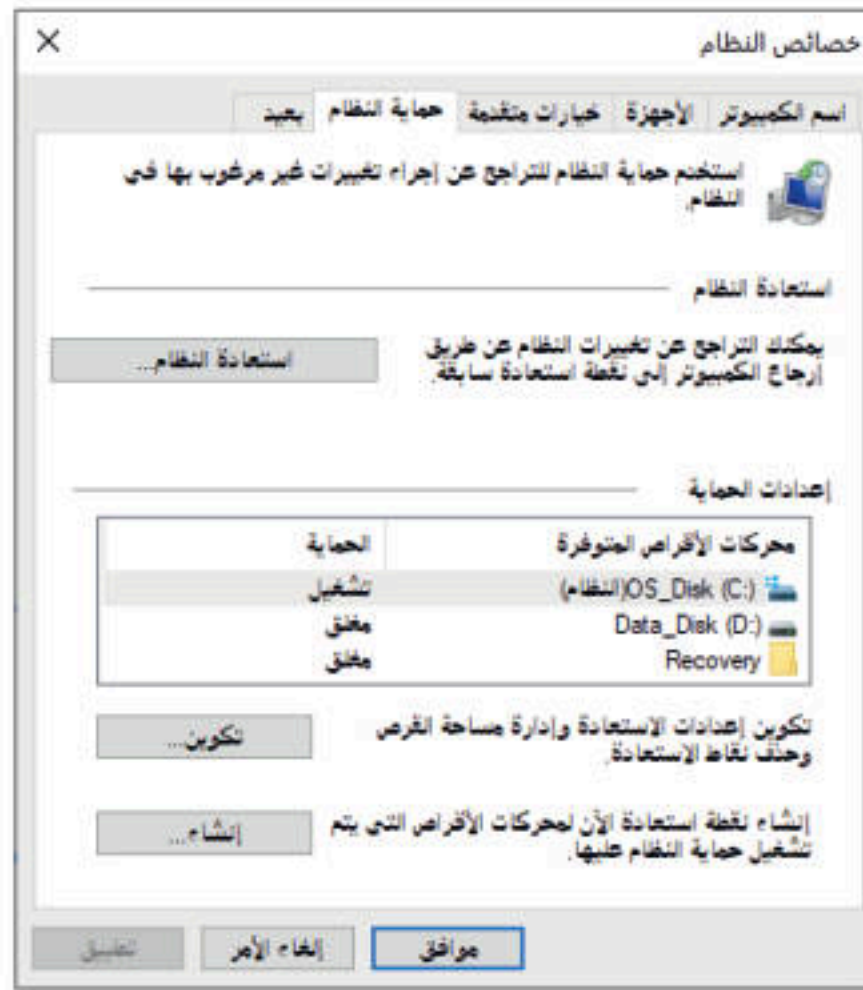 خصائص النظام
اسم الكمبيوتر
الأجهزة
خيارات متقدمة
حماية النظام
بعيد
استخدم حماية النظام للتراجع عن إجراء تغييرات غير مرغوب بها في
النظام.
استعادة النظام
يمكنك التراجع عن تغييرات النظام عن طريق
إرجاع الكمبيوتر إلى نقطة استعادة سابقة.
استعادة النظام...
إعدادات الحماية
محركات الأقراص المتوفرة
الحماية
OS_Disk (C:)(النظام)
تشغيل
Data_Disk (D:)
مغلق
Recovery
مغلق
تكوين إعدادات الاستعادة وإدارة مساحة القرص
وحذف نقاط الاستعادة.
تكوين...
إنشاء نقطة استعادة الآن لمحركات الأقراص التي يتم
تشغيل حماية النظام عليها.
إنشاء...
موافق
إلغاء الأمر
تطبيق